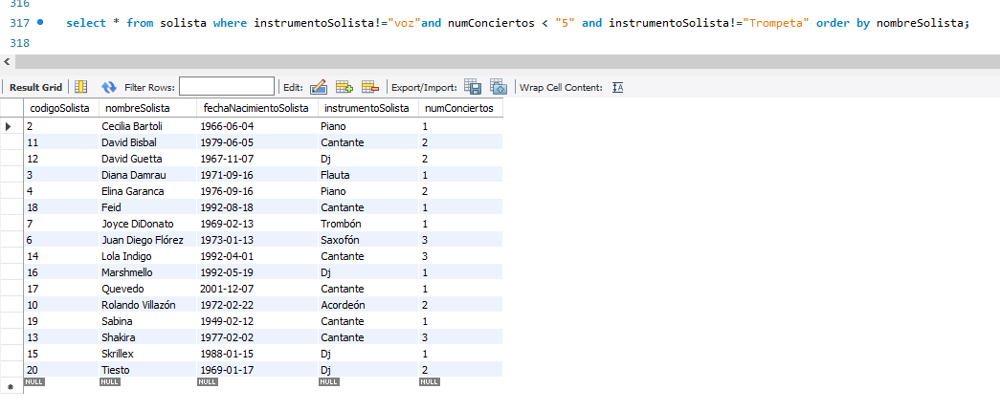 316
317 select * from solista where instrumentoSolista!="voz"and numConciertos < "5" and instrumentoSolista!="Trompeta" order by nombreSolista;
318
Result Grid Filter Rows: Edit: Export/Import: Wrap Cell Content:
codigoSolista nombreSolista fechaNacimientoSolista instrumentoSolista numConciertos
2 Cecilia Bartoli 1966-06-04 Piano 1
11 David Bisbal 1979-06-05 Cantante 2
12 David Guetta 1967-11-07 Dj 2
3 Diana Damrau 1971-09-16 Flauta 1
4 Elina Garanca 1976-09-16 Piano 2
18 Feid 1992-08-18 Cantante 1
7 Joyce DiDonato 1969-02-13 Trombón 1
6 Juan Diego Flórez 1973-01-13 Saxofón 3
14 Lola Indigo 1992-04-01 Cantante 3
16 Marshmello 1992-05-19 Dj 1
17 Quevedo 2001-12-07 Cantante 1
10 Rolando Villazón 1972-02-22 Acordeón 2
19 Sabina 1949-02-12 Cantante 1
13 Shakira 1977-02-02 Cantante 3
15 Skrillex 1988-01-15 Dj 1
20 Tiesto 1969-01-17 Dj 2
NULL NULL NULL NULL NULL